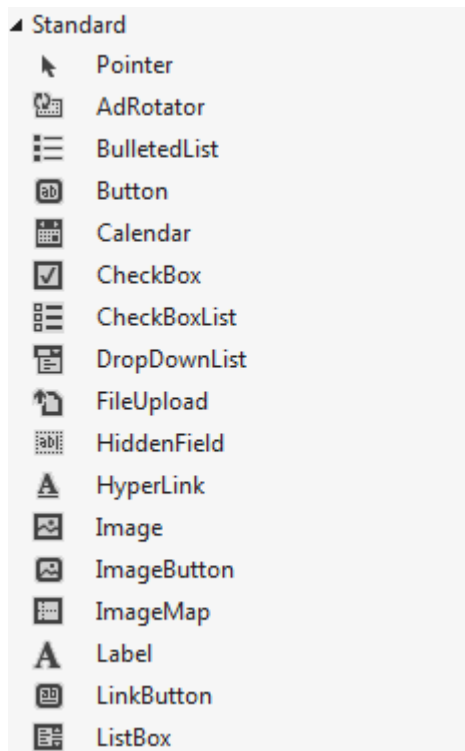 Standard
Pointer
AdRotator
BulletedList
Button
Calendar
CheckBox
CheckBoxList
DropDownList
FileUpload
HiddenField
HyperLink
Image
ImageButton
ImageMap
Label
LinkButton
ListBox